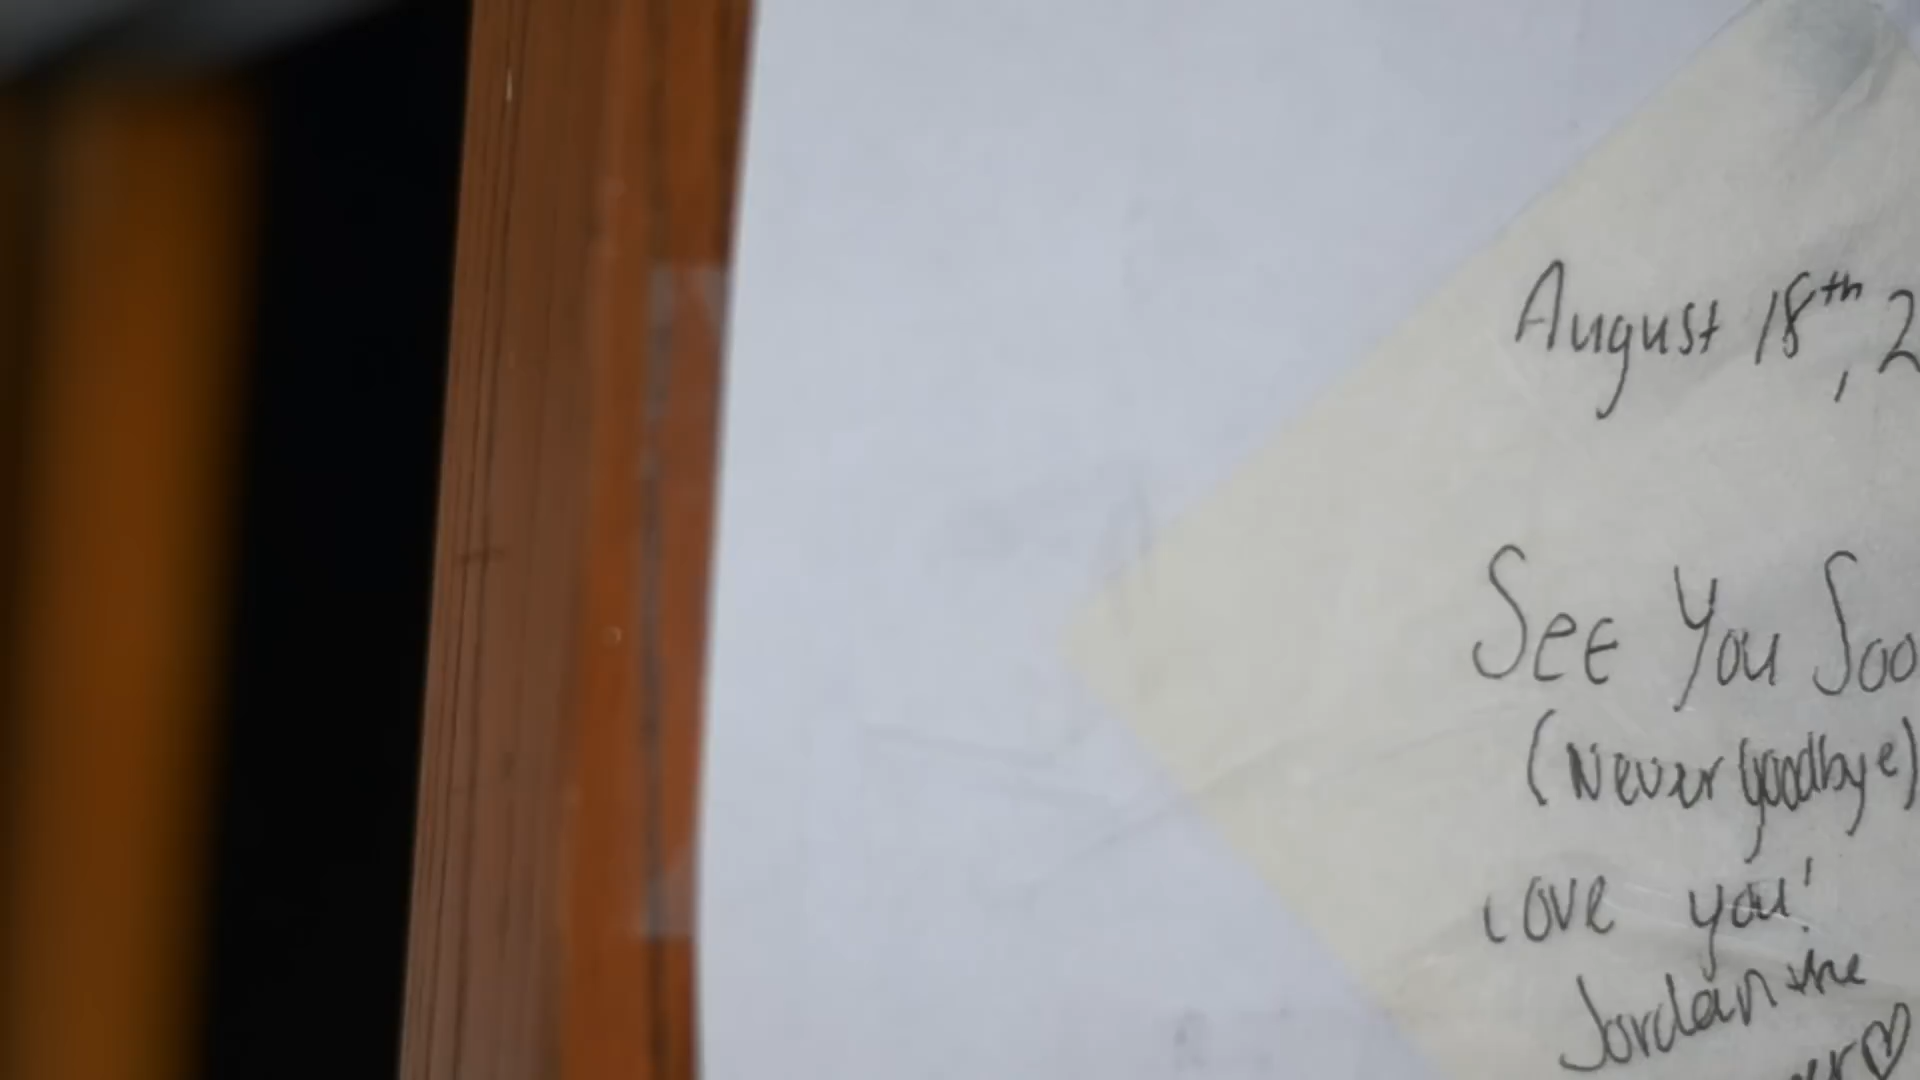 August 18th, 2
See You Soo
(Never Goodbye)
Love you!
Jordan the